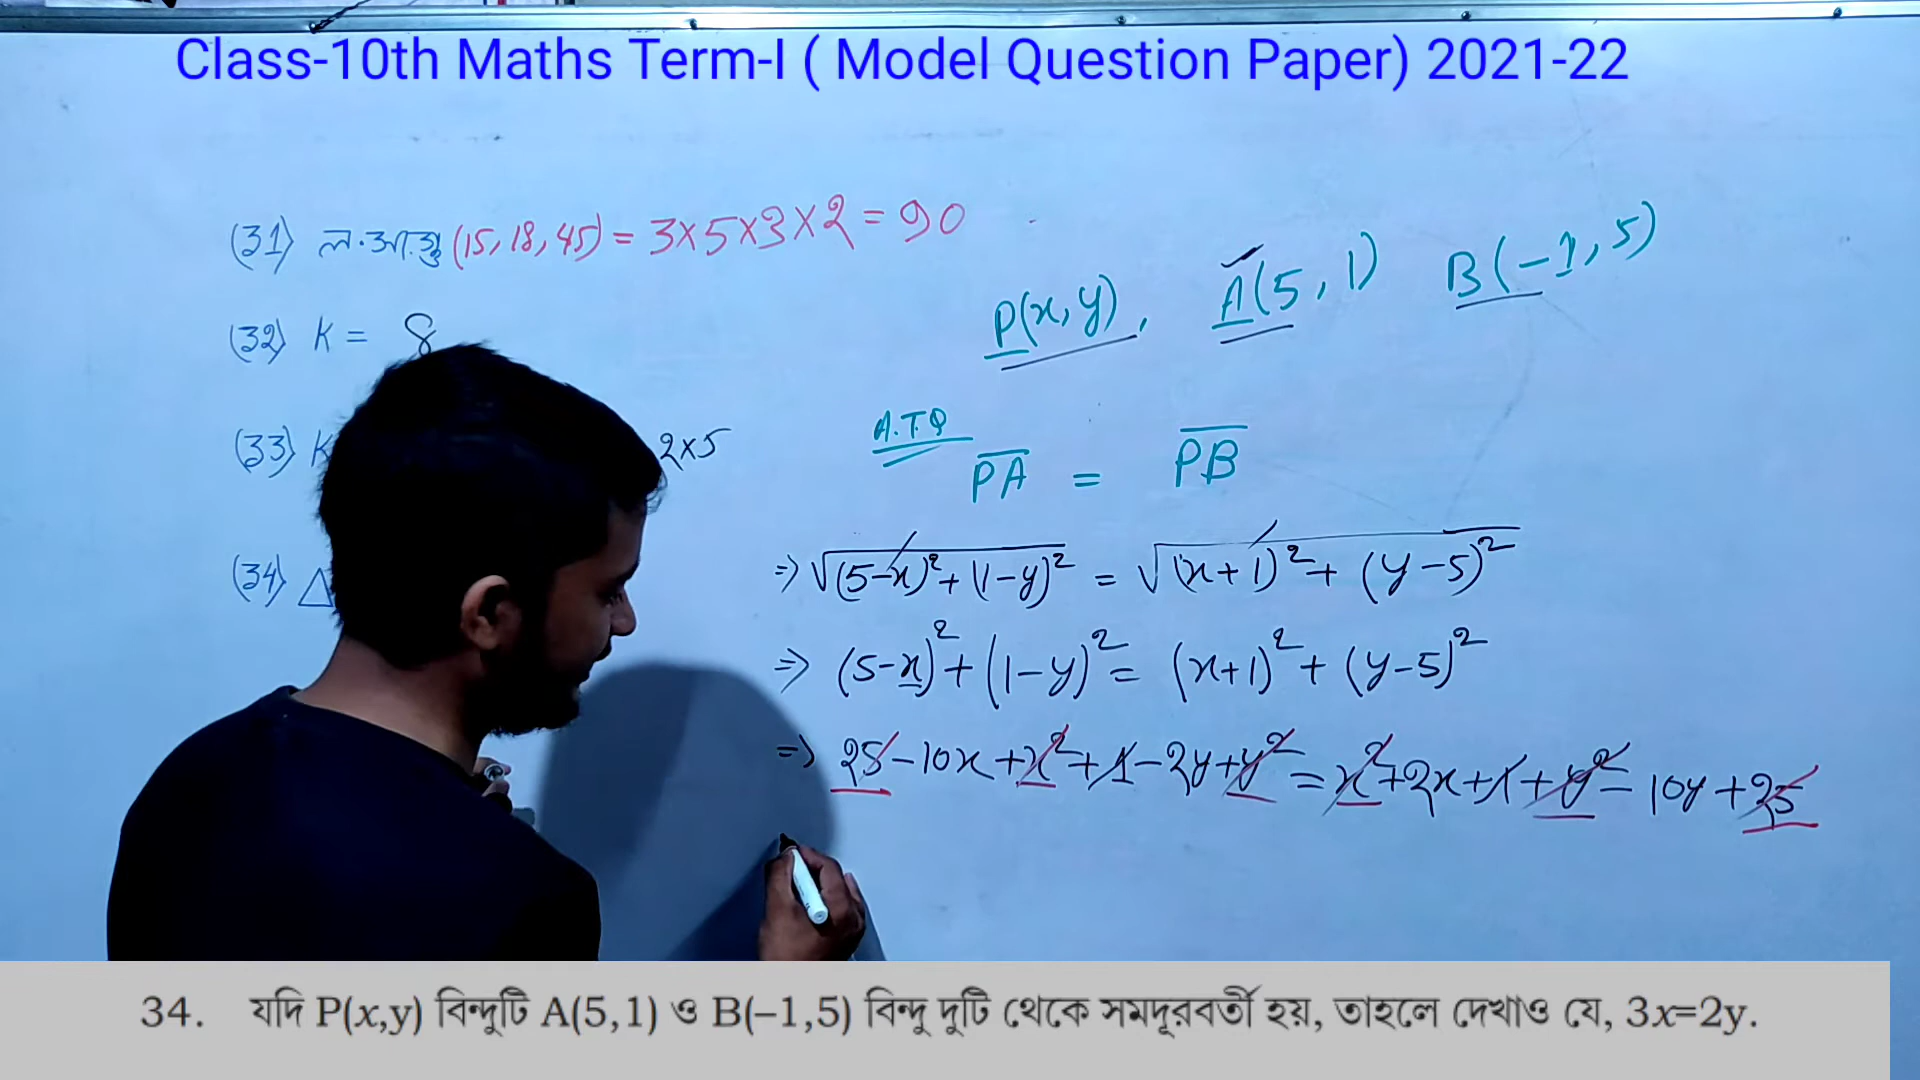 Class-10th Maths Term-I ( Model Question Paper) 2021-22
(31) ল.সা.গু (15, 18, 45) = 3×5×3×2 = 90
(32) K = 8
(33) K 2×5
(34) △
P(x, y), A(5, 1) B(-1, 5)
A.T.Q
PA = PB
⇒ √(5-x)²+(1-y)² = √(x+1)²+(y-5)²
⇒ (5-x)²+(1-y)² = (x+1)²+(y-5)²
⇒ 25-10x+x²+1-2y+y² = x²+2x+1+y²-10y+25
34. যদি P(x,y) বিন্দুটি A(5,1) ও B(–1,5) বিন্দু দুটি থেকে সমদূরবর্তী হয়, তাহলে দেখাও যে, 3x=2y.